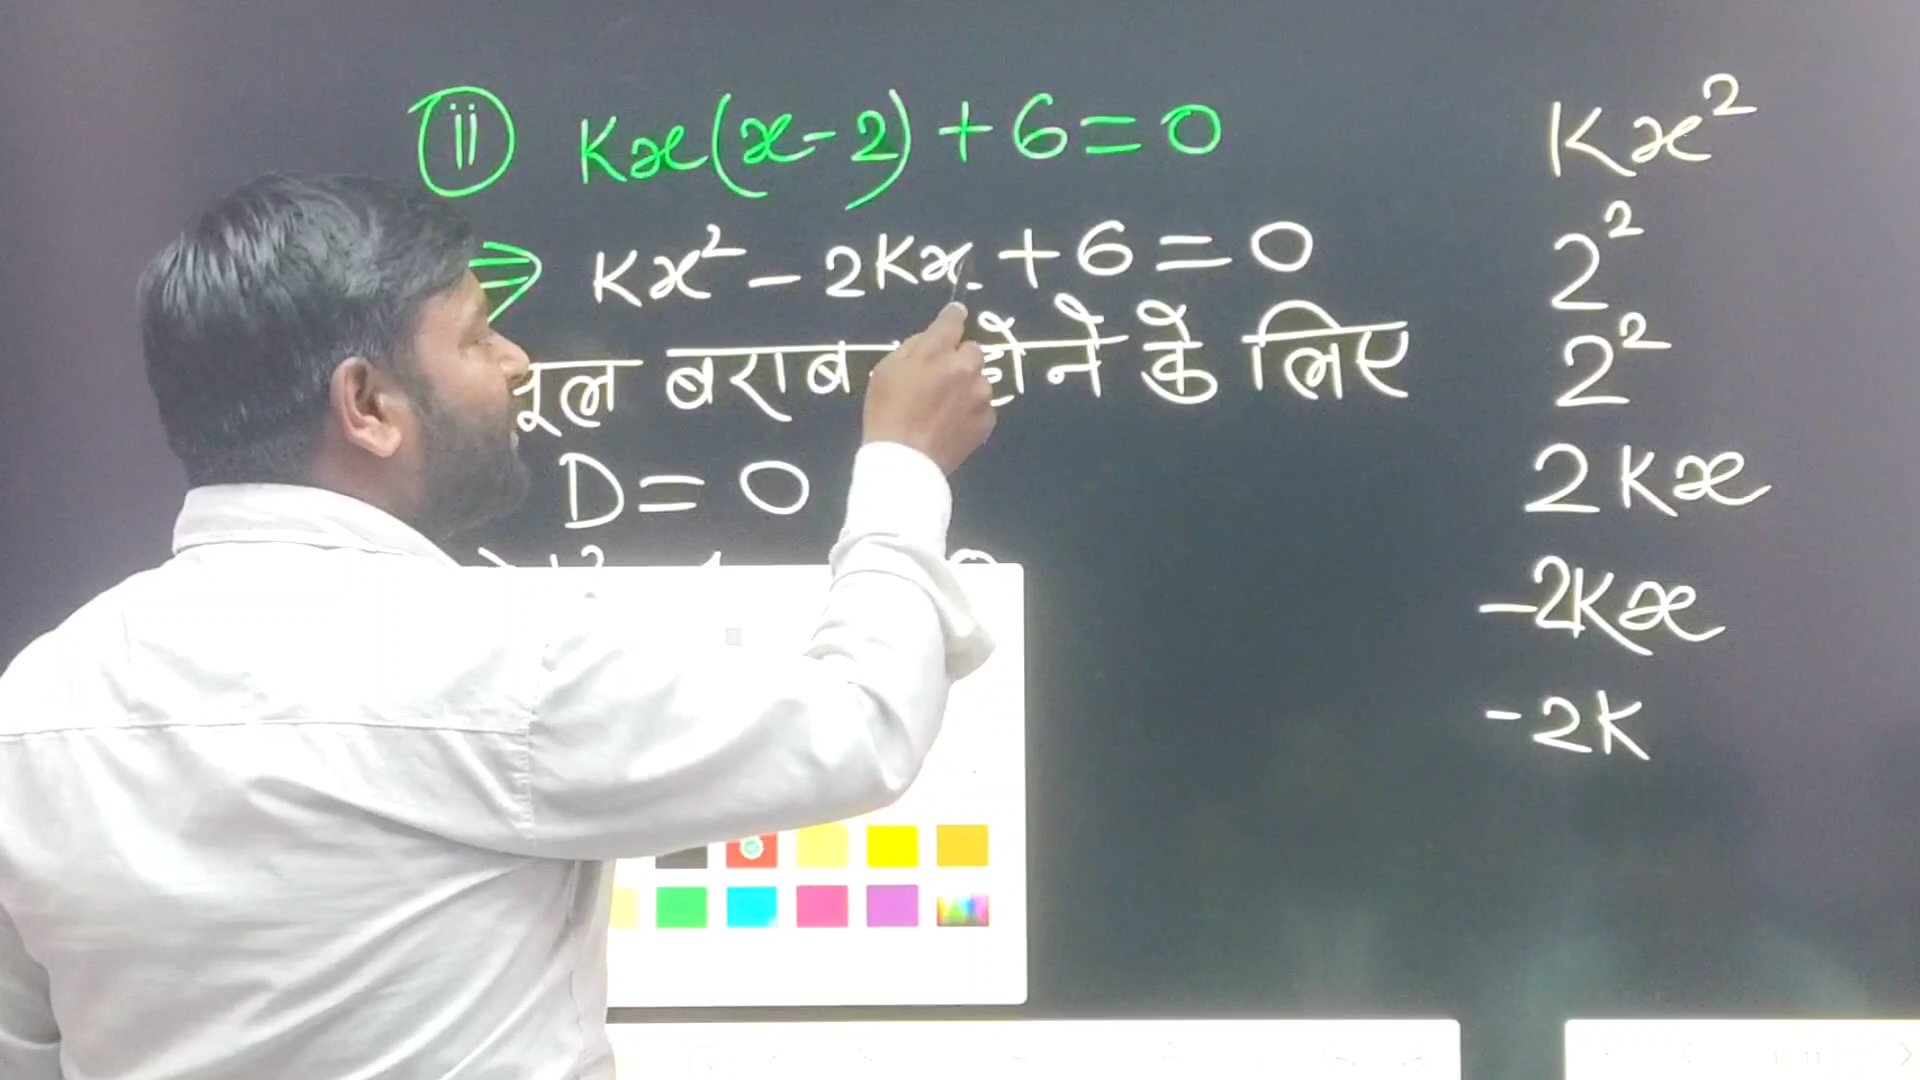 ii Kx(x-2)+6=0
⇒ Kx²-2Kx+6=0
होने के लिए
D=0
Kx²
2²
2²
2Kx
-2Kx
-2K